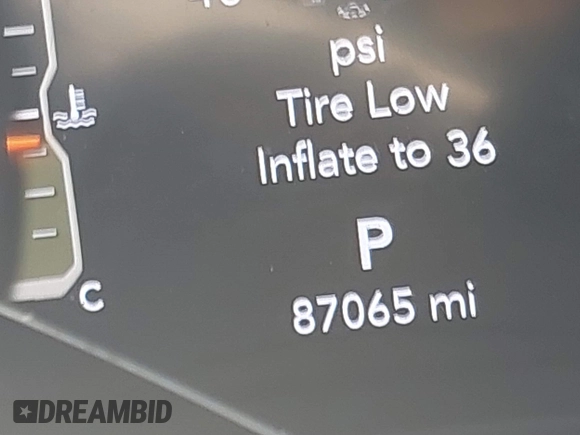 psi
Tire Low
Inflate to 36
P
87065 mi
C
DREAMBID